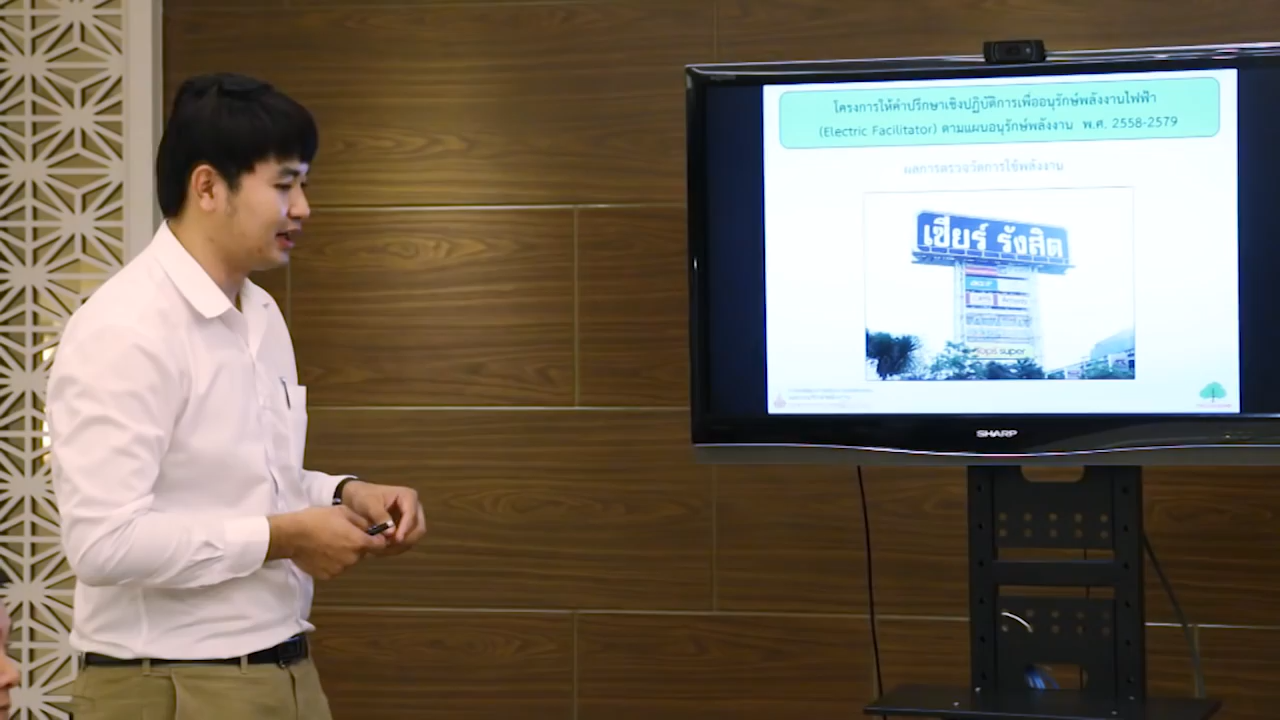 โครงการให้คำปรึกษาเชิงปฏิบัติการเพื่ออนุรักษ์พลังงานไฟฟ้า
(Electric Facilitator) ตามแผนอนุรักษ์พลังงาน พ.ศ. 2558-2579
ผลการตรวจวัดการใช้พลังงาน
เซียร์ รังสิต
Tops super
SHARP